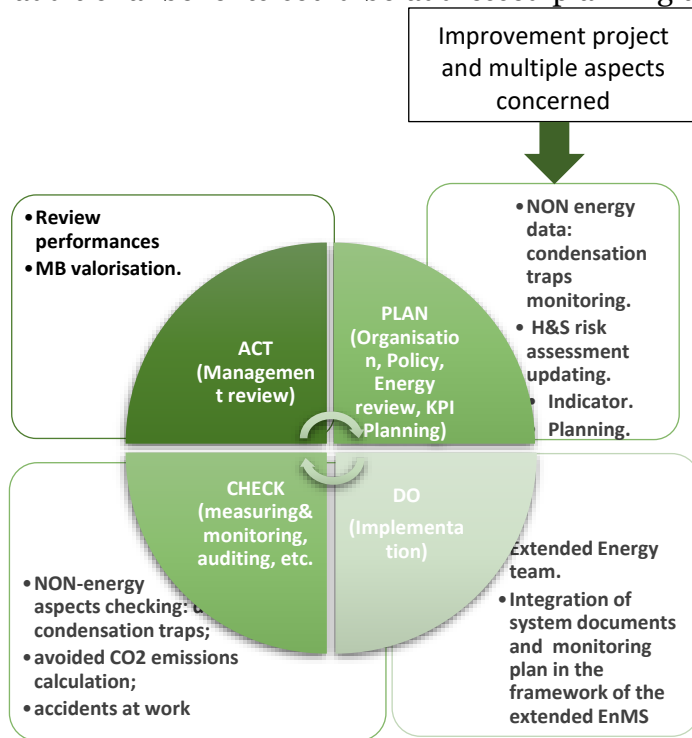 Improvement project
and multiple aspects
concerned
•Review
performances
•MB valorisation.
•NON energy
data:
condensation
traps
monitoring.
• H&S risk
assessment
updating.
• Indicator.
• Planning.
ACT
(Managemen
t review)
PLAN
(Organisatio
n, Policy,
Energy
review, KPI
Planning)
CHECK
(measuring&
monitoring,
auditing, etc.
DO
(Implementa
tion)
•NON-energy
aspects checking:
condensation traps;
•avoided CO2 emissions
calculation;
•accidents at work
Extended Energy
team.
•Integration of
system documents
and monitoring
plan in the
framework of the
extended EnMS